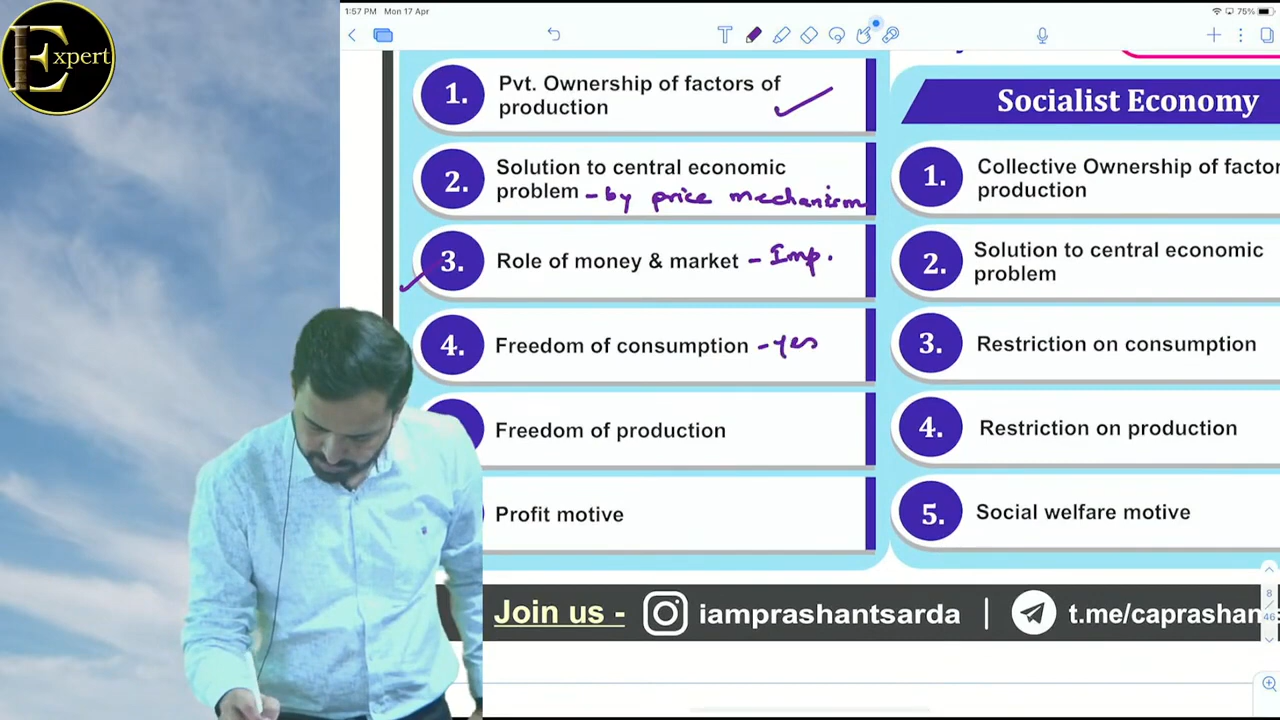 Expert
1:57 PM Mon 17 Apr
75%
T
1.
Pvt. Ownership of factors of
production
2.
Solution to central economic
problem - by price mechanism
3.
Role of money & market - Imp.
4.
Freedom of consumption - yes
Freedom of production
Profit motive
Socialist Economy
1.
Collective Ownership of
production
2.
Solution to central economic
problem
3.
Restriction on consumption
4.
Restriction on production
5.
Social welfare motive
8
46
Join us - iamprashantsarda | t.me/caprashan